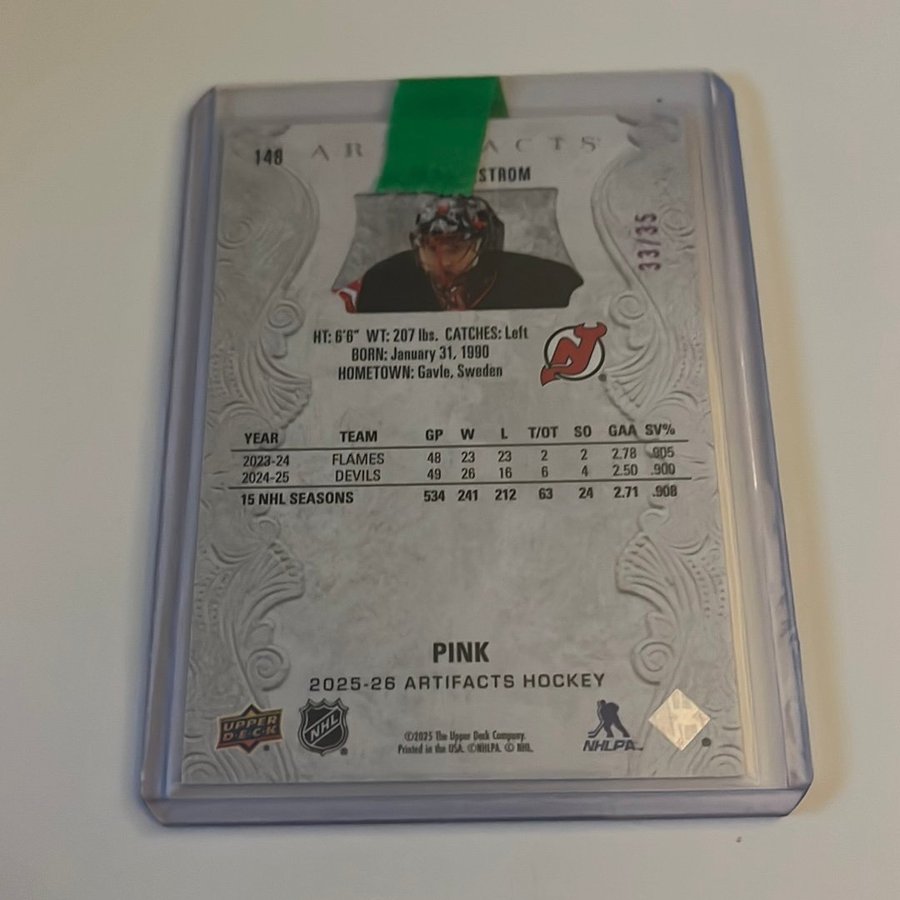 148 AR FACTS
STROM
33/35
HT: 6'6" WT: 207 lbs. CATCHES: Left
BORN: January 31, 1990
HOMETOWN: Gavle, Sweden
YEAR TEAM GP W L T/OT SO GAA SV%
2023-24 FLAMES 48 23 23 2 2 2.78 .905
2024-25 DEVILS 49 26 16 6 4 2.50 .900
15 NHL SEASONS 534 241 212 63 24 2.71 .908
PINK
2025-26 ARTIFACTS HOCKEY
UPPER DECK
NHL
©2025 The Upper Deck Company.
Printed in the USA. ©NHLPA. © NHL.
NHLPA